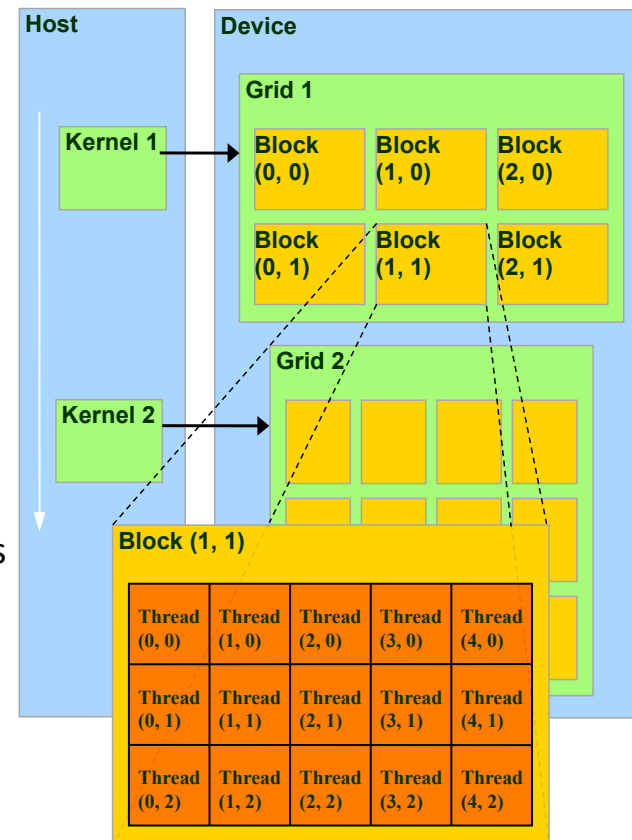 Host
Device
Grid 1
Kernel 1
Block Block Block
(0, 0) (1, 0) (2, 0)
Block Block Block
(0, 1) (1, 1) (2, 1)
Grid 2
Kernel 2
s
Block (1, 1)
Thread Thread Thread Thread Thread
(0, 0) (1, 0) (2, 0) (3, 0) (4, 0)
Thread Thread Thread Thread Thread
(0, 1) (1, 1) (2, 1) (3, 1) (4, 1)
Thread Thread Thread Thread Thread
(0, 2) (1, 2) (2, 2) (3, 2) (4, 2)